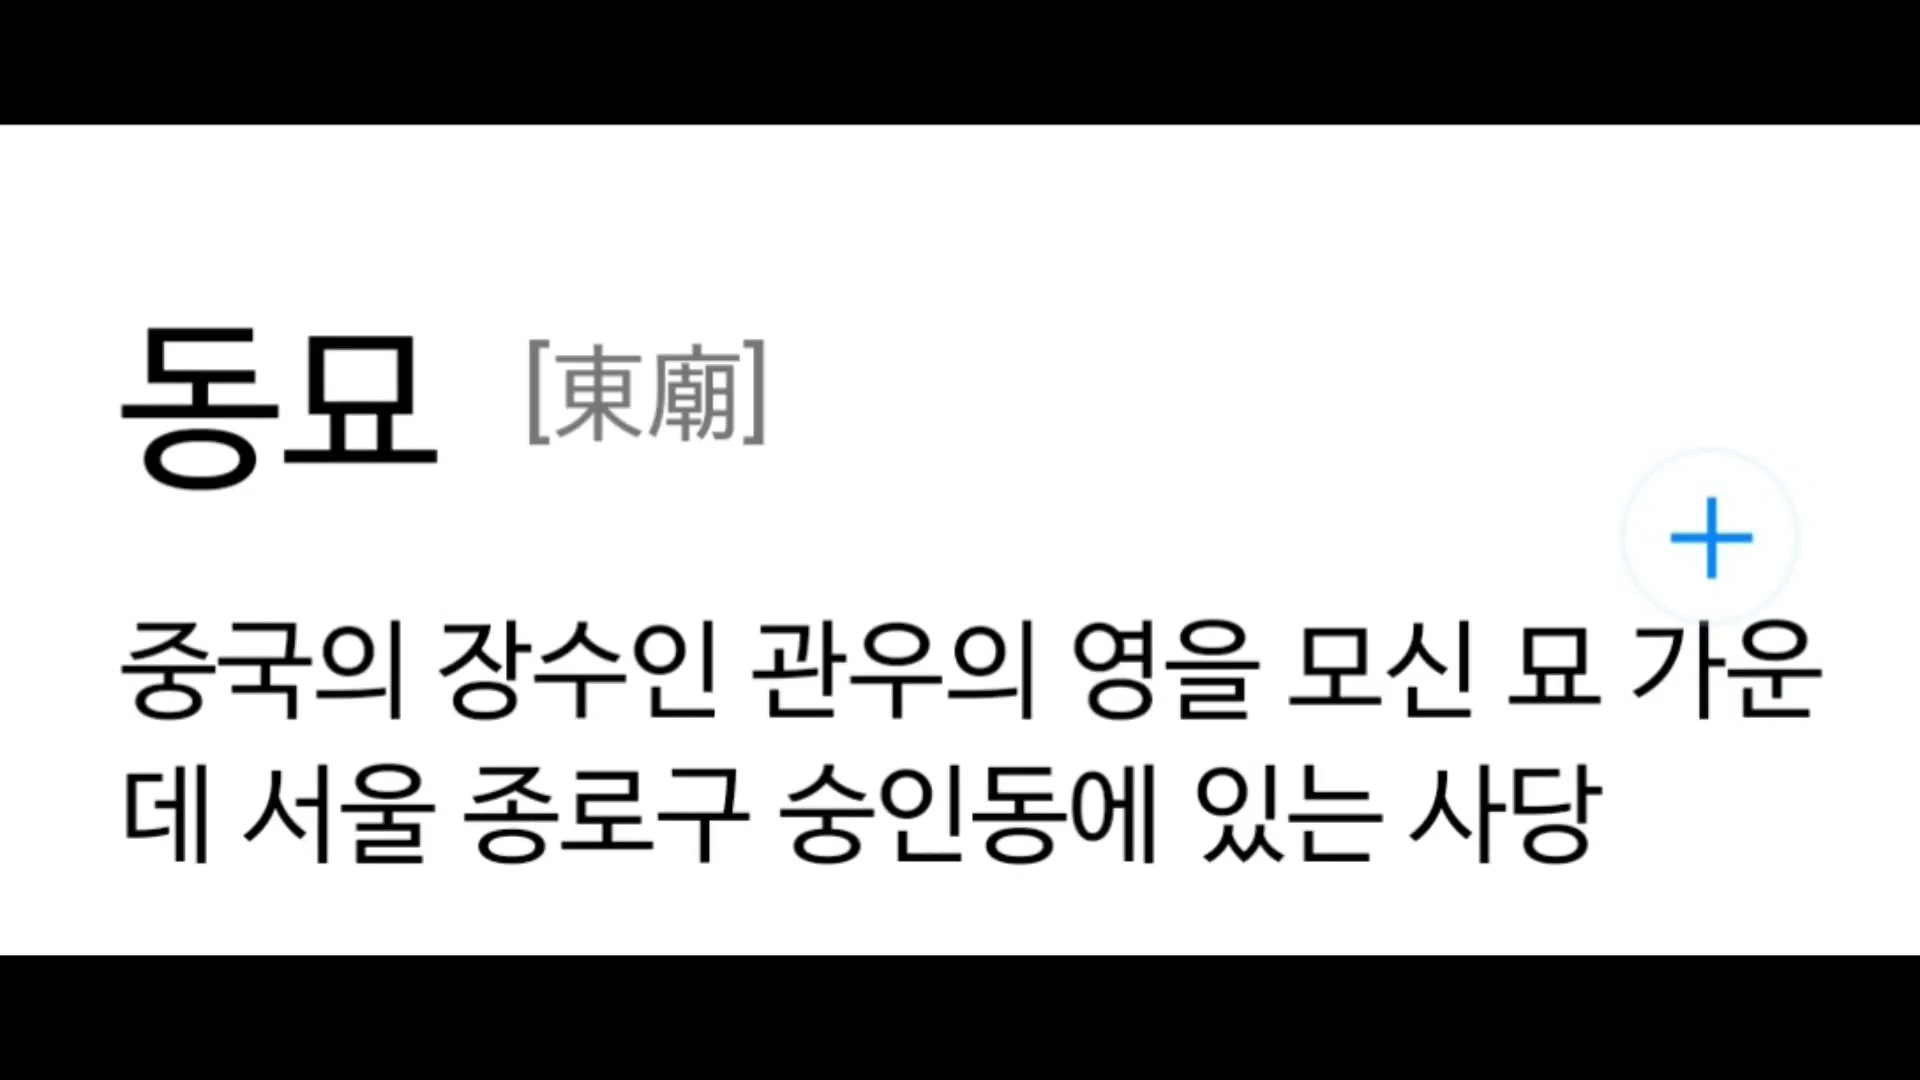 동묘 [東廟]
중국의 장수인 관우의 영을 모신 묘 가운
데 서울 종로구 숭인동에 있는 사당